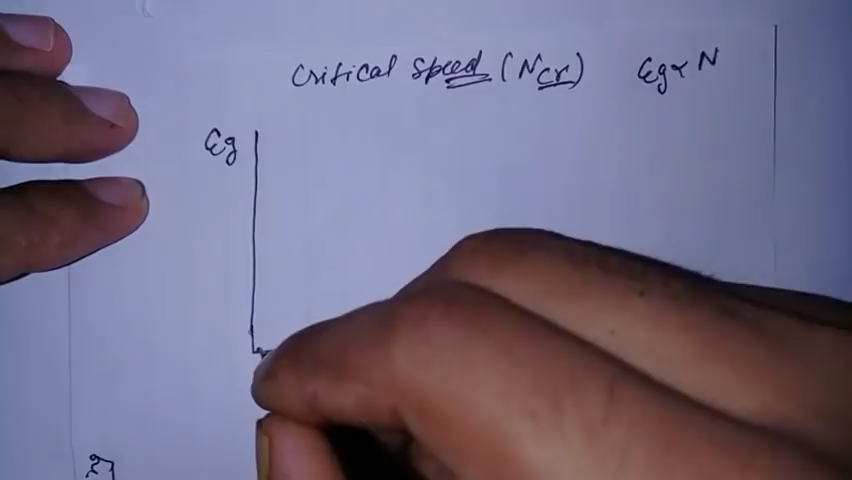 Critical Speed (Ncr) Eg α N
Eg